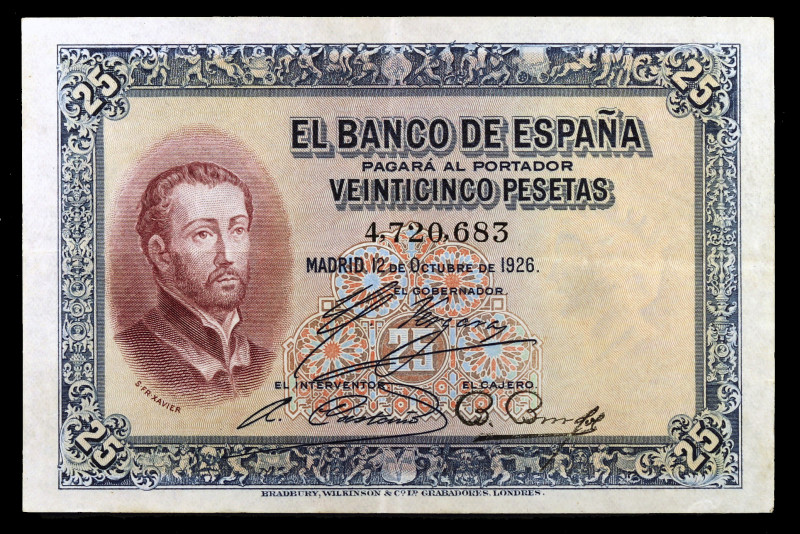 25
25
EL BANCO DE ESPAÑA
PAGARÁ AL PORTADOR
VEINTICINCO PESETAS
4,720,683
MADRID, 12 DE OCTUBRE DE 1926.
EL GOBERNADOR
25
EL INTERVENTOR
EL CAJERO
S. FR. XAVIER
25
25
BRADBURY, WILKINSON & Cº Lᴰ GRABADORES, LONDRES.